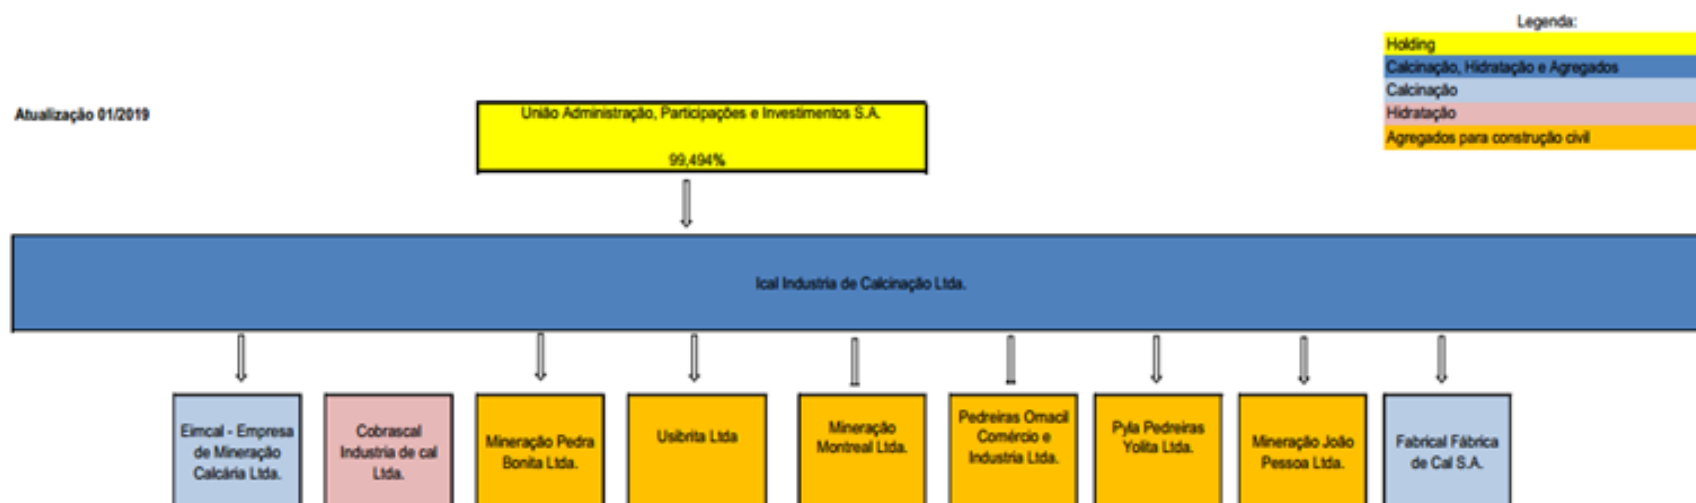 Legenda:
Holding
Calcinação, Hidratação e Agregados
Calcinação
Hidratação
Agregados para construção civil
Atualização 01/2019
União Administração, Participações e Investimentos S.A.
99,494%
Ical Industria de Calcinação Ltda.
Eimcal - Empresa
de Mineração
Calcária Ltda.
Cobrascal
Industria de cal
Ltda.
Mineração Pedra
Bonita Ltda.
Usibrita Ltda
Mineração
Montreal Ltda.
Pedreiras Omacil
Comércio e
Industria Ltda.
Pyla Pedreiras
Yolita Ltda.
Mineração João
Pessoa Ltda.
Fabrical Fábrica
de Cal S.A.